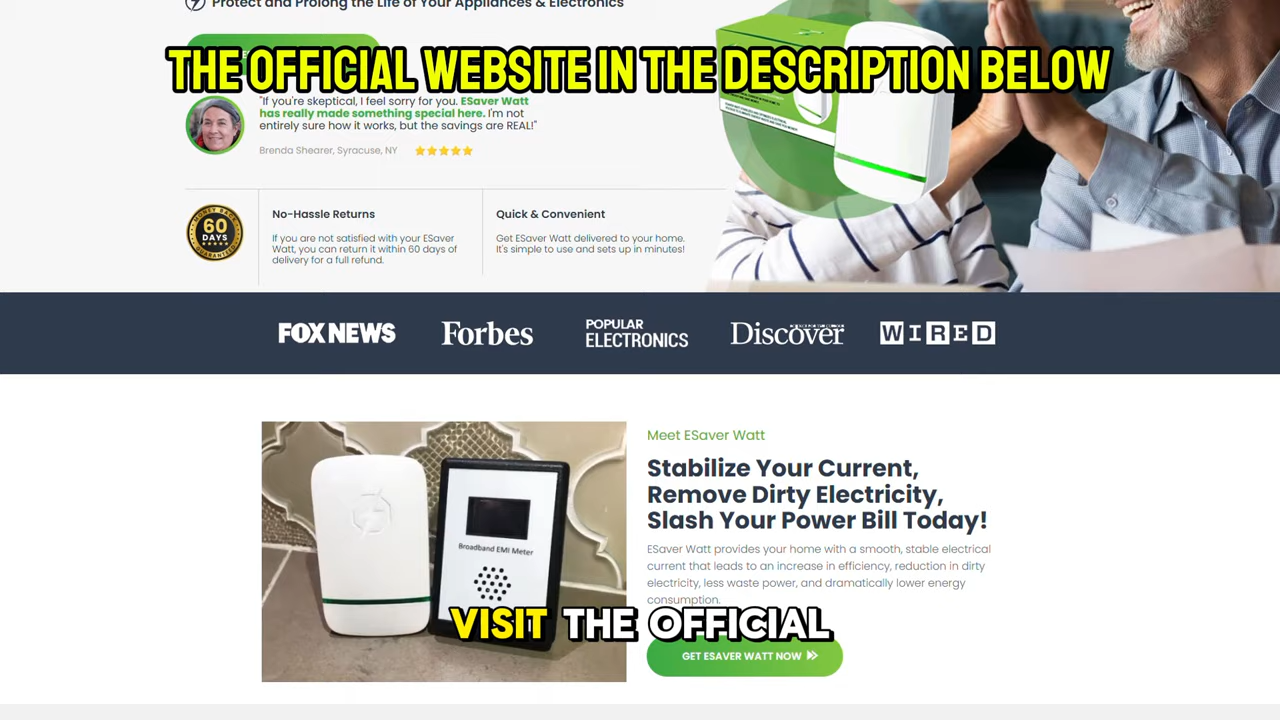 Protect and Prolong the Life of Your Appliances & Electronics
THE OFFICIAL WEBSITE IN THE DESCRIPTION BELOW
"If you're skeptical, I feel sorry for you. ESaver Watt
has really made something special here. I'm not
entirely sure how it works, but the savings are REAL!"
Brenda Shearer, Syracuse, NY
MONEY BACK
60
DAYS
GUARANTEE
No-Hassle Returns
If you are not satisfied with your ESaver
Watt, you can return it within 60 days of
delivery for a full refund.
Quick & Convenient
Get ESaver Watt delivered to your home.
It's simple to use and sets up in minutes!
FOX NEWS
Forbes
POPULAR
ELECTRONICS
Discover
WIRED
Broadband EMI Meter
Meet ESaver Watt
Stabilize Your Current,
Remove Dirty Electricity,
Slash Your Power Bill Today!
ESaver Watt provides your home with a smooth, stable electrical
current that leads to an increase in efficiency, reduction in dirty
electricity, less waste power, and dramatically lower energy
consumption.
VISIT THE OFFICIAL
GET ESAVER WATT NOW